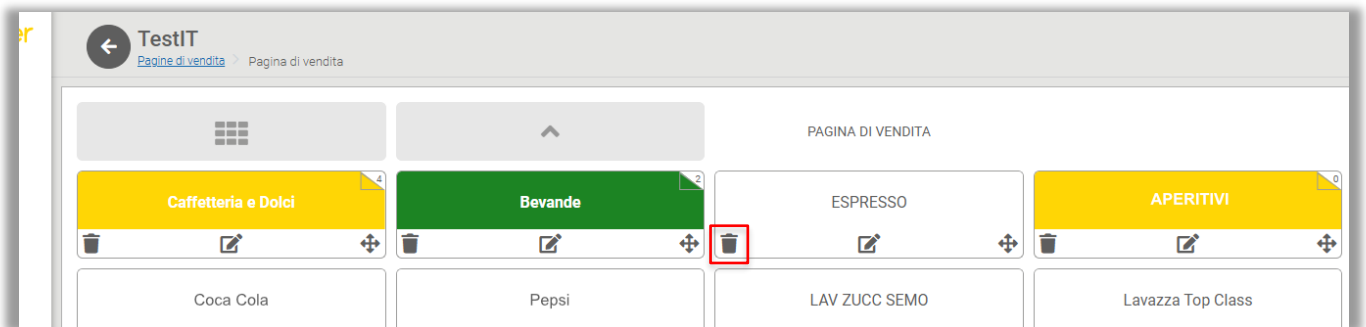 er
TestIT
Pagine di vendita > Pagina di vendita
PAGINA DI VENDITA
4
2
0
Caffetteria e Dolci
Bevande
ESPRESSO
APERITIVI
Coca Cola
Pepsi
LAV ZUCC SEMO
Lavazza Top Class